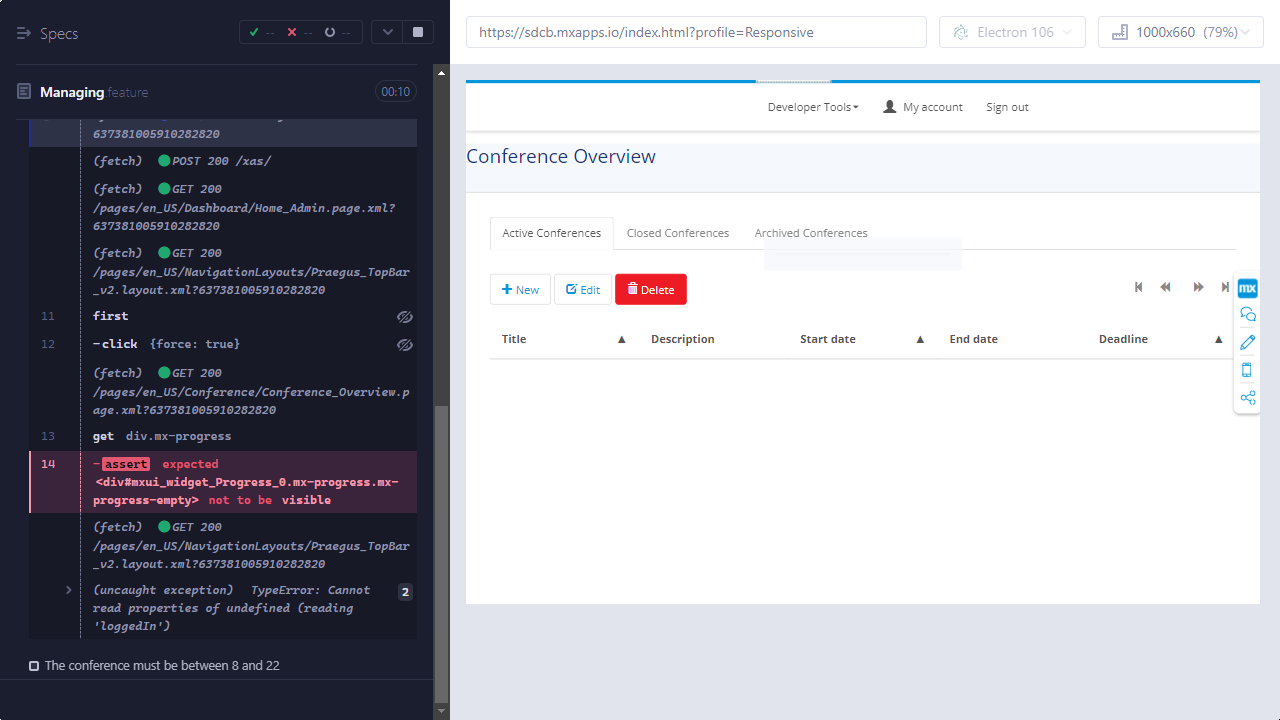 Specs
--
--
--
https://sdcb.mxapps.io/index.html?profile=Responsive
Electron 106
1000x660 (79%)
Managing.feature
00:10
637381005910282820
(fetch) POST 200 /xas/
(fetch) GET 200
/pages/en_US/Dashboard/Home_Admin.page.xml?
637381005910282820
(fetch) GET 200
/pages/en_US/NavigationLayouts/Praegus_TopBar
_v2.layout.xml?637381005910282820
11 first
12 -click {force: true}
(fetch) GET 200
/pages/en_US/Conference/Conference_Overview.p
age.xml?637381005910282820
13 get div.mx-progress
14 -assert expected
<div#mxui_widget_Progress_0.mx-progress.mx-
progress-empty> not to be visible
(fetch) GET 200
/pages/en_US/NavigationLayouts/Praegus_TopBar
_v2.layout.xml?637381005910282820
(uncaught exception) TypeError: Cannot 2
read properties of undefined (reading
'loggedIn')
The conference must be between 8 and 22
Developer Tools
My account
Sign out
Conference Overview
Active Conferences
Closed Conferences
Archived Conferences
New
Edit
Delete
mx
Title
Description
Start date
End date
Deadline